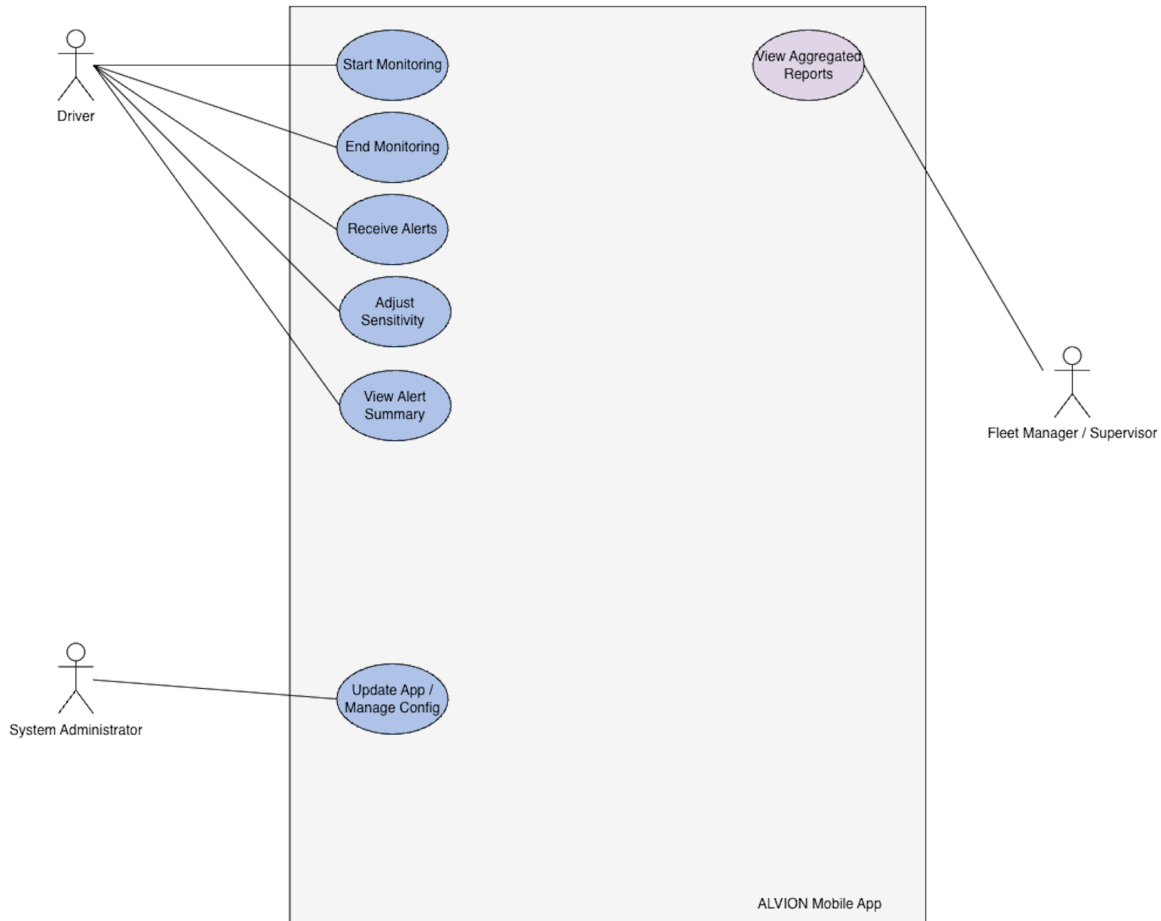 Driver
Start Monitoring
End Monitoring
Receive Alerts
Adjust
Sensitivity
View Alert
Summary
View Aggregated
Reports
Fleet Manager / Supervisor
System Administrator
Update App /
Manage Config
ALVION Mobile App